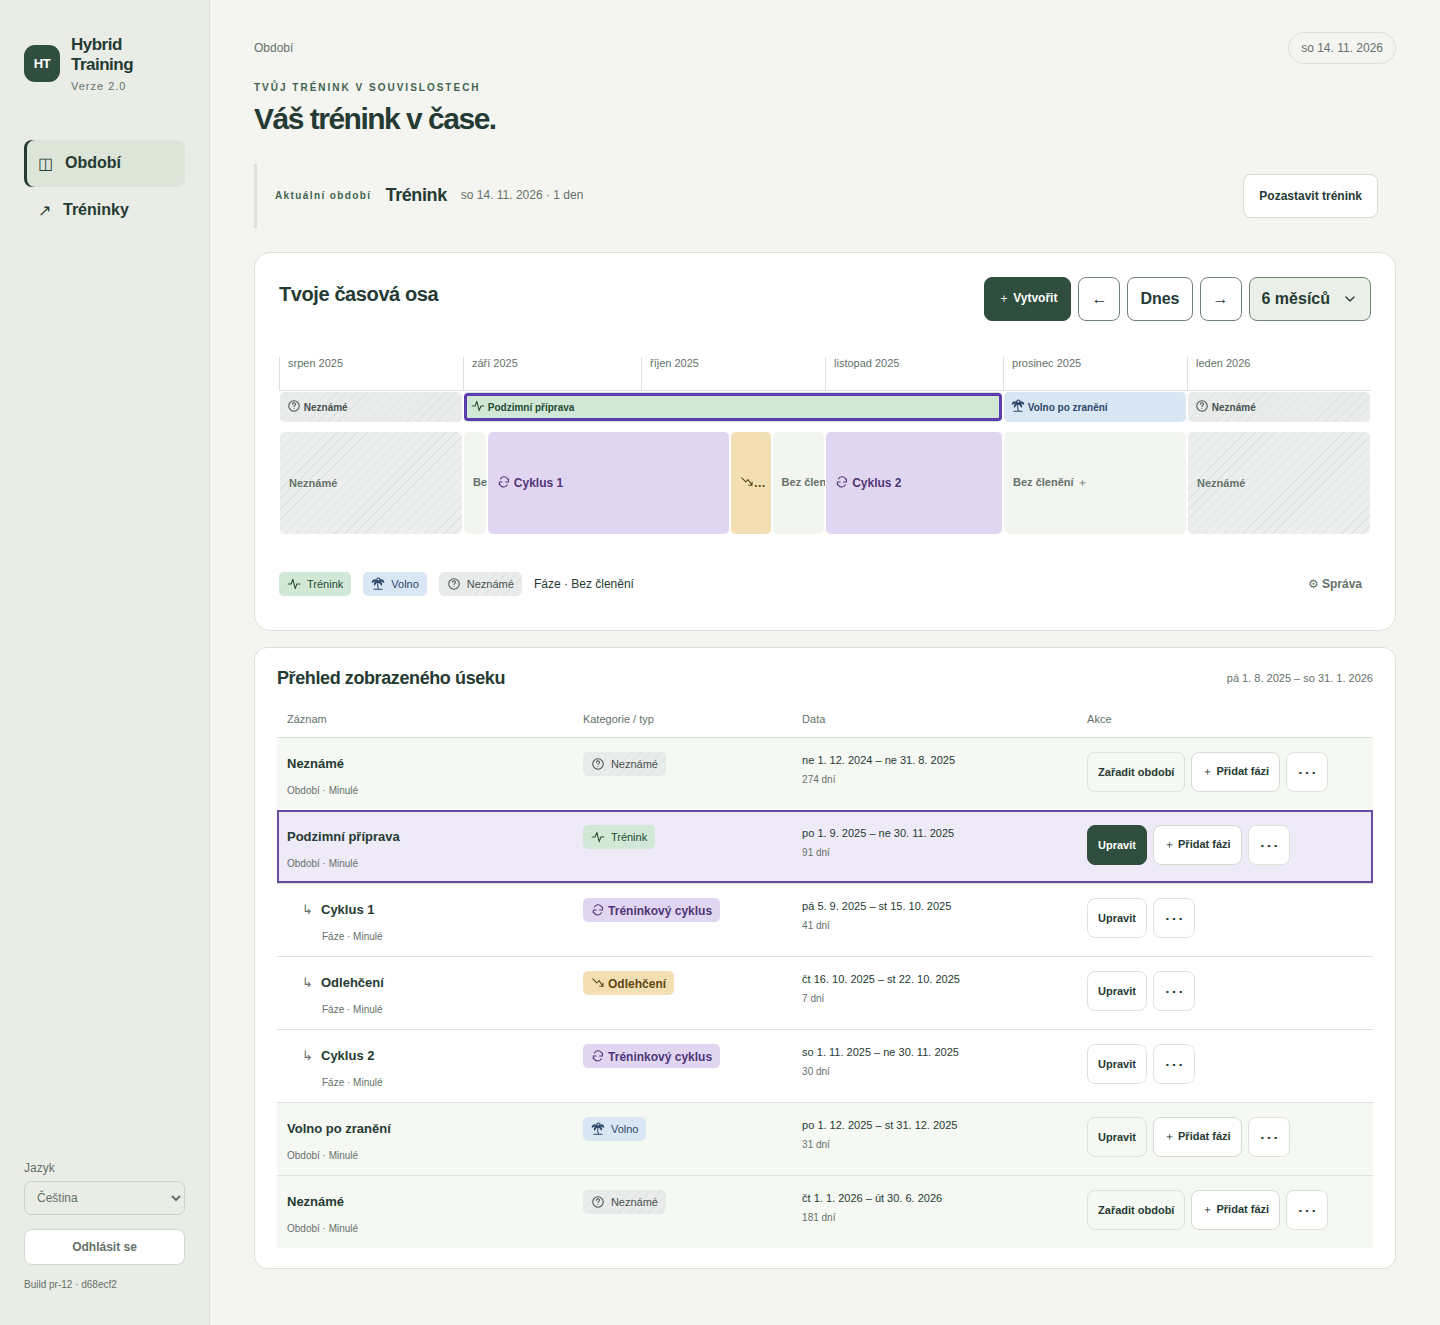 HT
Hybrid
Training
Verze 2.0
Období
Tréninky
Jazyk
Čeština
Odhlásit se
Build pr-12 · d68ecf2
Období
so 14. 11. 2026
TVŮJ TRÉNINK V SOUVISLOSTECH
Váš trénink v čase.
Aktuální období Trénink so 14. 11. 2026 · 1 den
Pozastavit trénink
Tvoje časová osa
+ Vytvořit
←
Dnes
→
6 měsíců
srpen 2025
září 2025
říjen 2025
listopad 2025
prosinec 2025
leden 2026
Neznámé
Podzimní příprava
Volno po zranění
Neznámé
Neznámé
Be
Cyklus 1
...
Bez člen
Cyklus 2
Bez členění +
Neznámé
Trénink
Volno
Neznámé
Fáze · Bez členění
⚙ Správa
Přehled zobrazeného úseku
pá 1. 8. 2025 – so 31. 1. 2026
Záznam Kategorie / typ Data Akce
Neznámé
Období · Minulé
Neznámé
ne 1. 12. 2024 – ne 31. 8. 2025
274 dní
Zařadit období + Přidat fázi ···
Podzimní příprava
Období · Minulé
Trénink
po 1. 9. 2025 – ne 30. 11. 2025
91 dní
Upravit + Přidat fázi ···
↳ Cyklus 1
Fáze · Minulé
Tréninkový cyklus
pá 5. 9. 2025 – st 15. 10. 2025
41 dní
Upravit ···
↳ Odlehčení
Fáze · Minulé
Odlehčení
čt 16. 10. 2025 – st 22. 10. 2025
7 dní
Upravit ···
↳ Cyklus 2
Fáze · Minulé
Tréninkový cyklus
so 1. 11. 2025 – ne 30. 11. 2025
30 dní
Upravit ···
Volno po zranění
Období · Minulé
Volno
po 1. 12. 2025 – st 31. 12. 2025
31 dní
Upravit + Přidat fázi ···
Neznámé
Období · Minulé
Neznámé
čt 1. 1. 2026 – út 30. 6. 2026
181 dní
Zařadit období + Přidat fázi ···